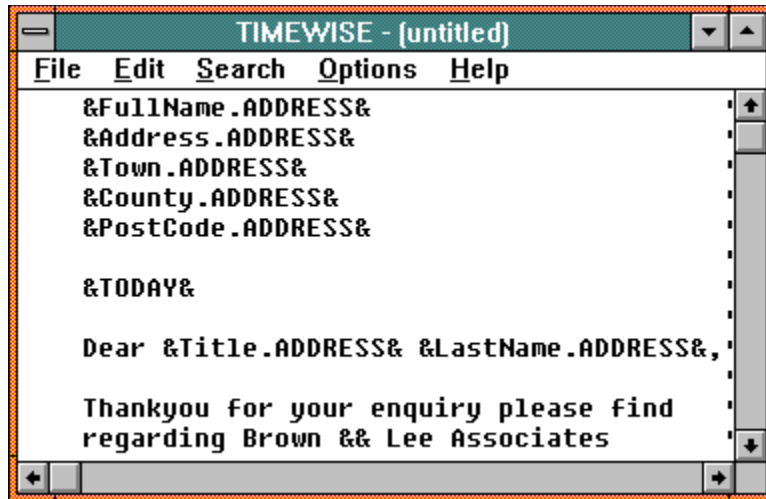 TIMEWISE - (untitled)
File Edit Search Options Help
&FullName.ADDRESS&
&Address.ADDRESS&
&Town.ADDRESS&
&County.ADDRESS&
&PostCode.ADDRESS&
&TODAY&
Dear &Title.ADDRESS& &LastName.ADDRESS&,
Thankyou for your enquiry please find
regarding Brown && Lee Associates